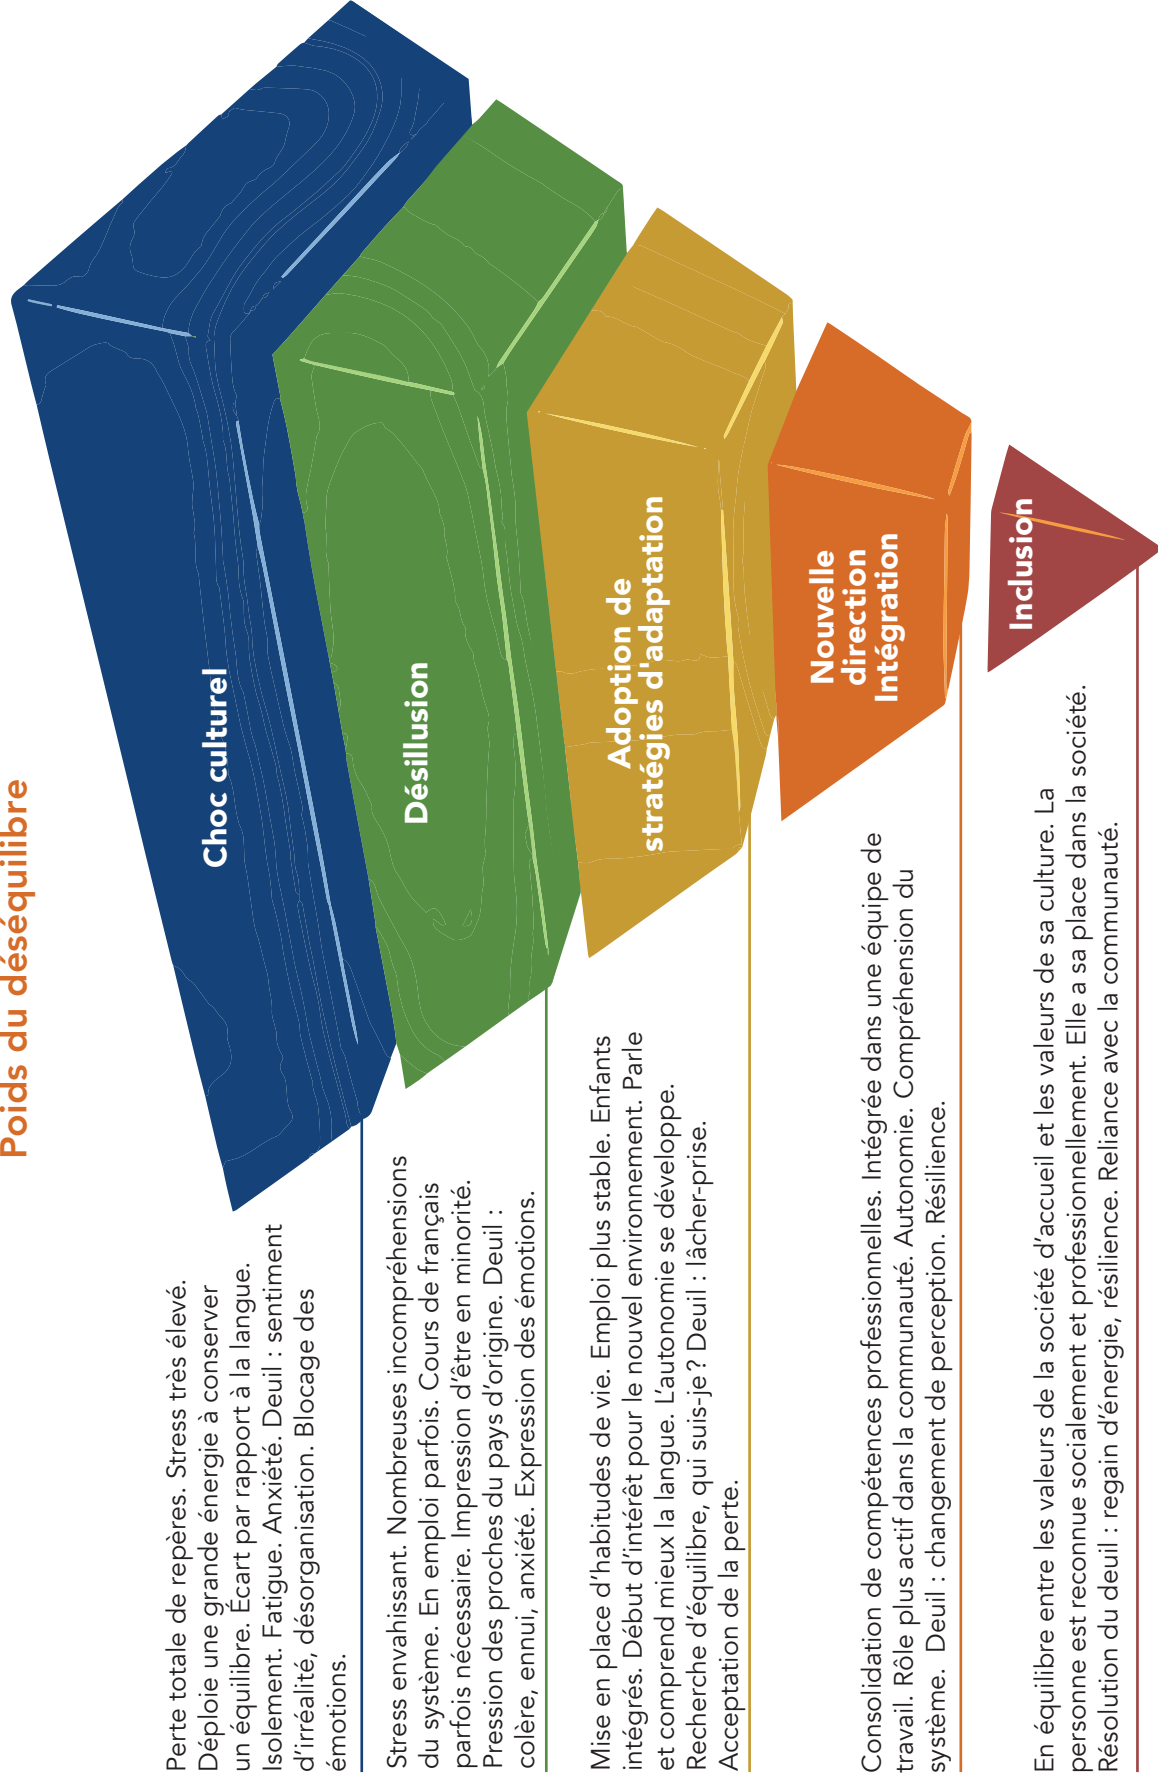 Poids du déséquilibre
Choc culturel
Perte totale de repères. Stress très élevé.
Déploie une grande énergie à conserver
un équilibre. Écart par rapport à la langue.
Isolement. Fatigue. Anxiété. Deuil : sentiment
d’irréalité, désorganisation. Blocage des
émotions.
Désillusion
Stress envahissant. Nombreuses incompréhensions
du système. En emploi parfois. Cours de français
parfois nécessaire. Impression d’être en minorité.
Pression des proches du pays d’origine. Deuil :
colère, ennui, anxiété. Expression des émotions.
Adoption de
stratégies d'adaptation
Mise en place d’habitudes de vie. Emploi plus stable. Enfants
intégrés. Début d’intérêt pour le nouvel environnement. Parle
et comprend mieux la langue. L’autonomie se développe.
Recherche d’équilibre, qui suis-je ? Deuil : lâcher-prise.
Acceptation de la perte.
Nouvelle
direction
Intégration
Consolidation de compétences professionnelles. Intégrée dans une équipe de
travail. Rôle plus actif dans la communauté. Autonomie. Compréhension du
système. Deuil : changement de perception. Résilience.
Inclusion
En équilibre entre les valeurs de la société d’accueil et les valeurs de sa culture. La
personne est reconnue socialement et professionnellement. Elle a sa place dans la société.
Résolution du deuil : regain d’énergie, résilience. Reliance avec la communauté.